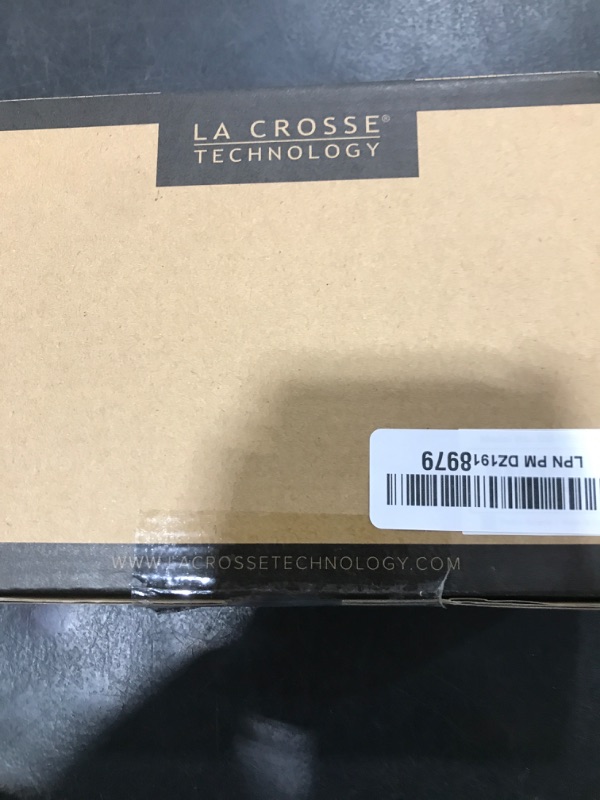 LA CROSSE®
TECHNOLOGY
LPN PM DZ1918979
WWW.LACROSSETECHNOLOGY.COM